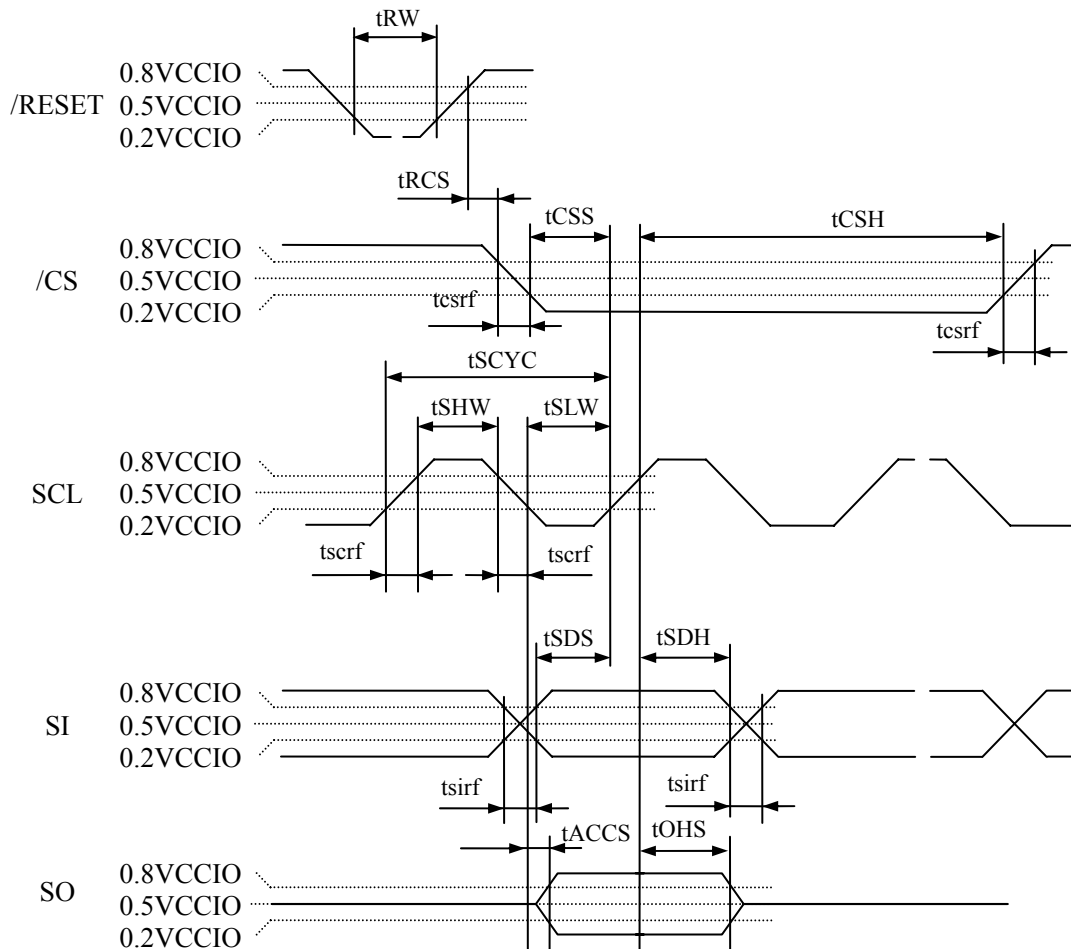 tRW
0.8VCCIO
/RESET 0.5VCCIO
0.2VCCIO
tRCS
tCSS tCSH
0.8VCCIO
/CS 0.5VCCIO
0.2VCCIO
tcsrf tcsrf
tSCYC
tSHW tSLW
0.8VCCIO
SCL 0.5VCCIO
0.2VCCIO
tscrf tscrf
tSDS tSDH
0.8VCCIO
SI 0.5VCCIO
0.2VCCIO
tsirf tsirf
tACCS tOHS
0.8VCCIO
SO 0.5VCCIO
0.2VCCIO